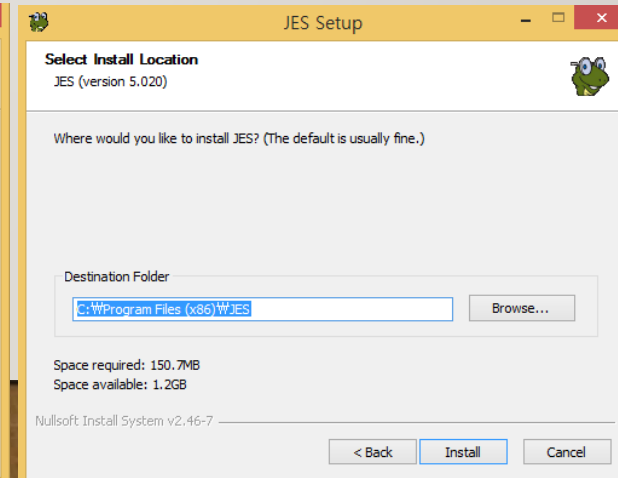 JES Setup
Select Install Location
JES (version 5.020)
Where would you like to install JES? (The default is usually fine.)
Destination Folder
C:₩Program Files (x86)₩JES
Browse...
Space required: 150.7MB
Space available: 1.2GB
Nullsoft Install System v2.46-7
< Back
Install
Cancel